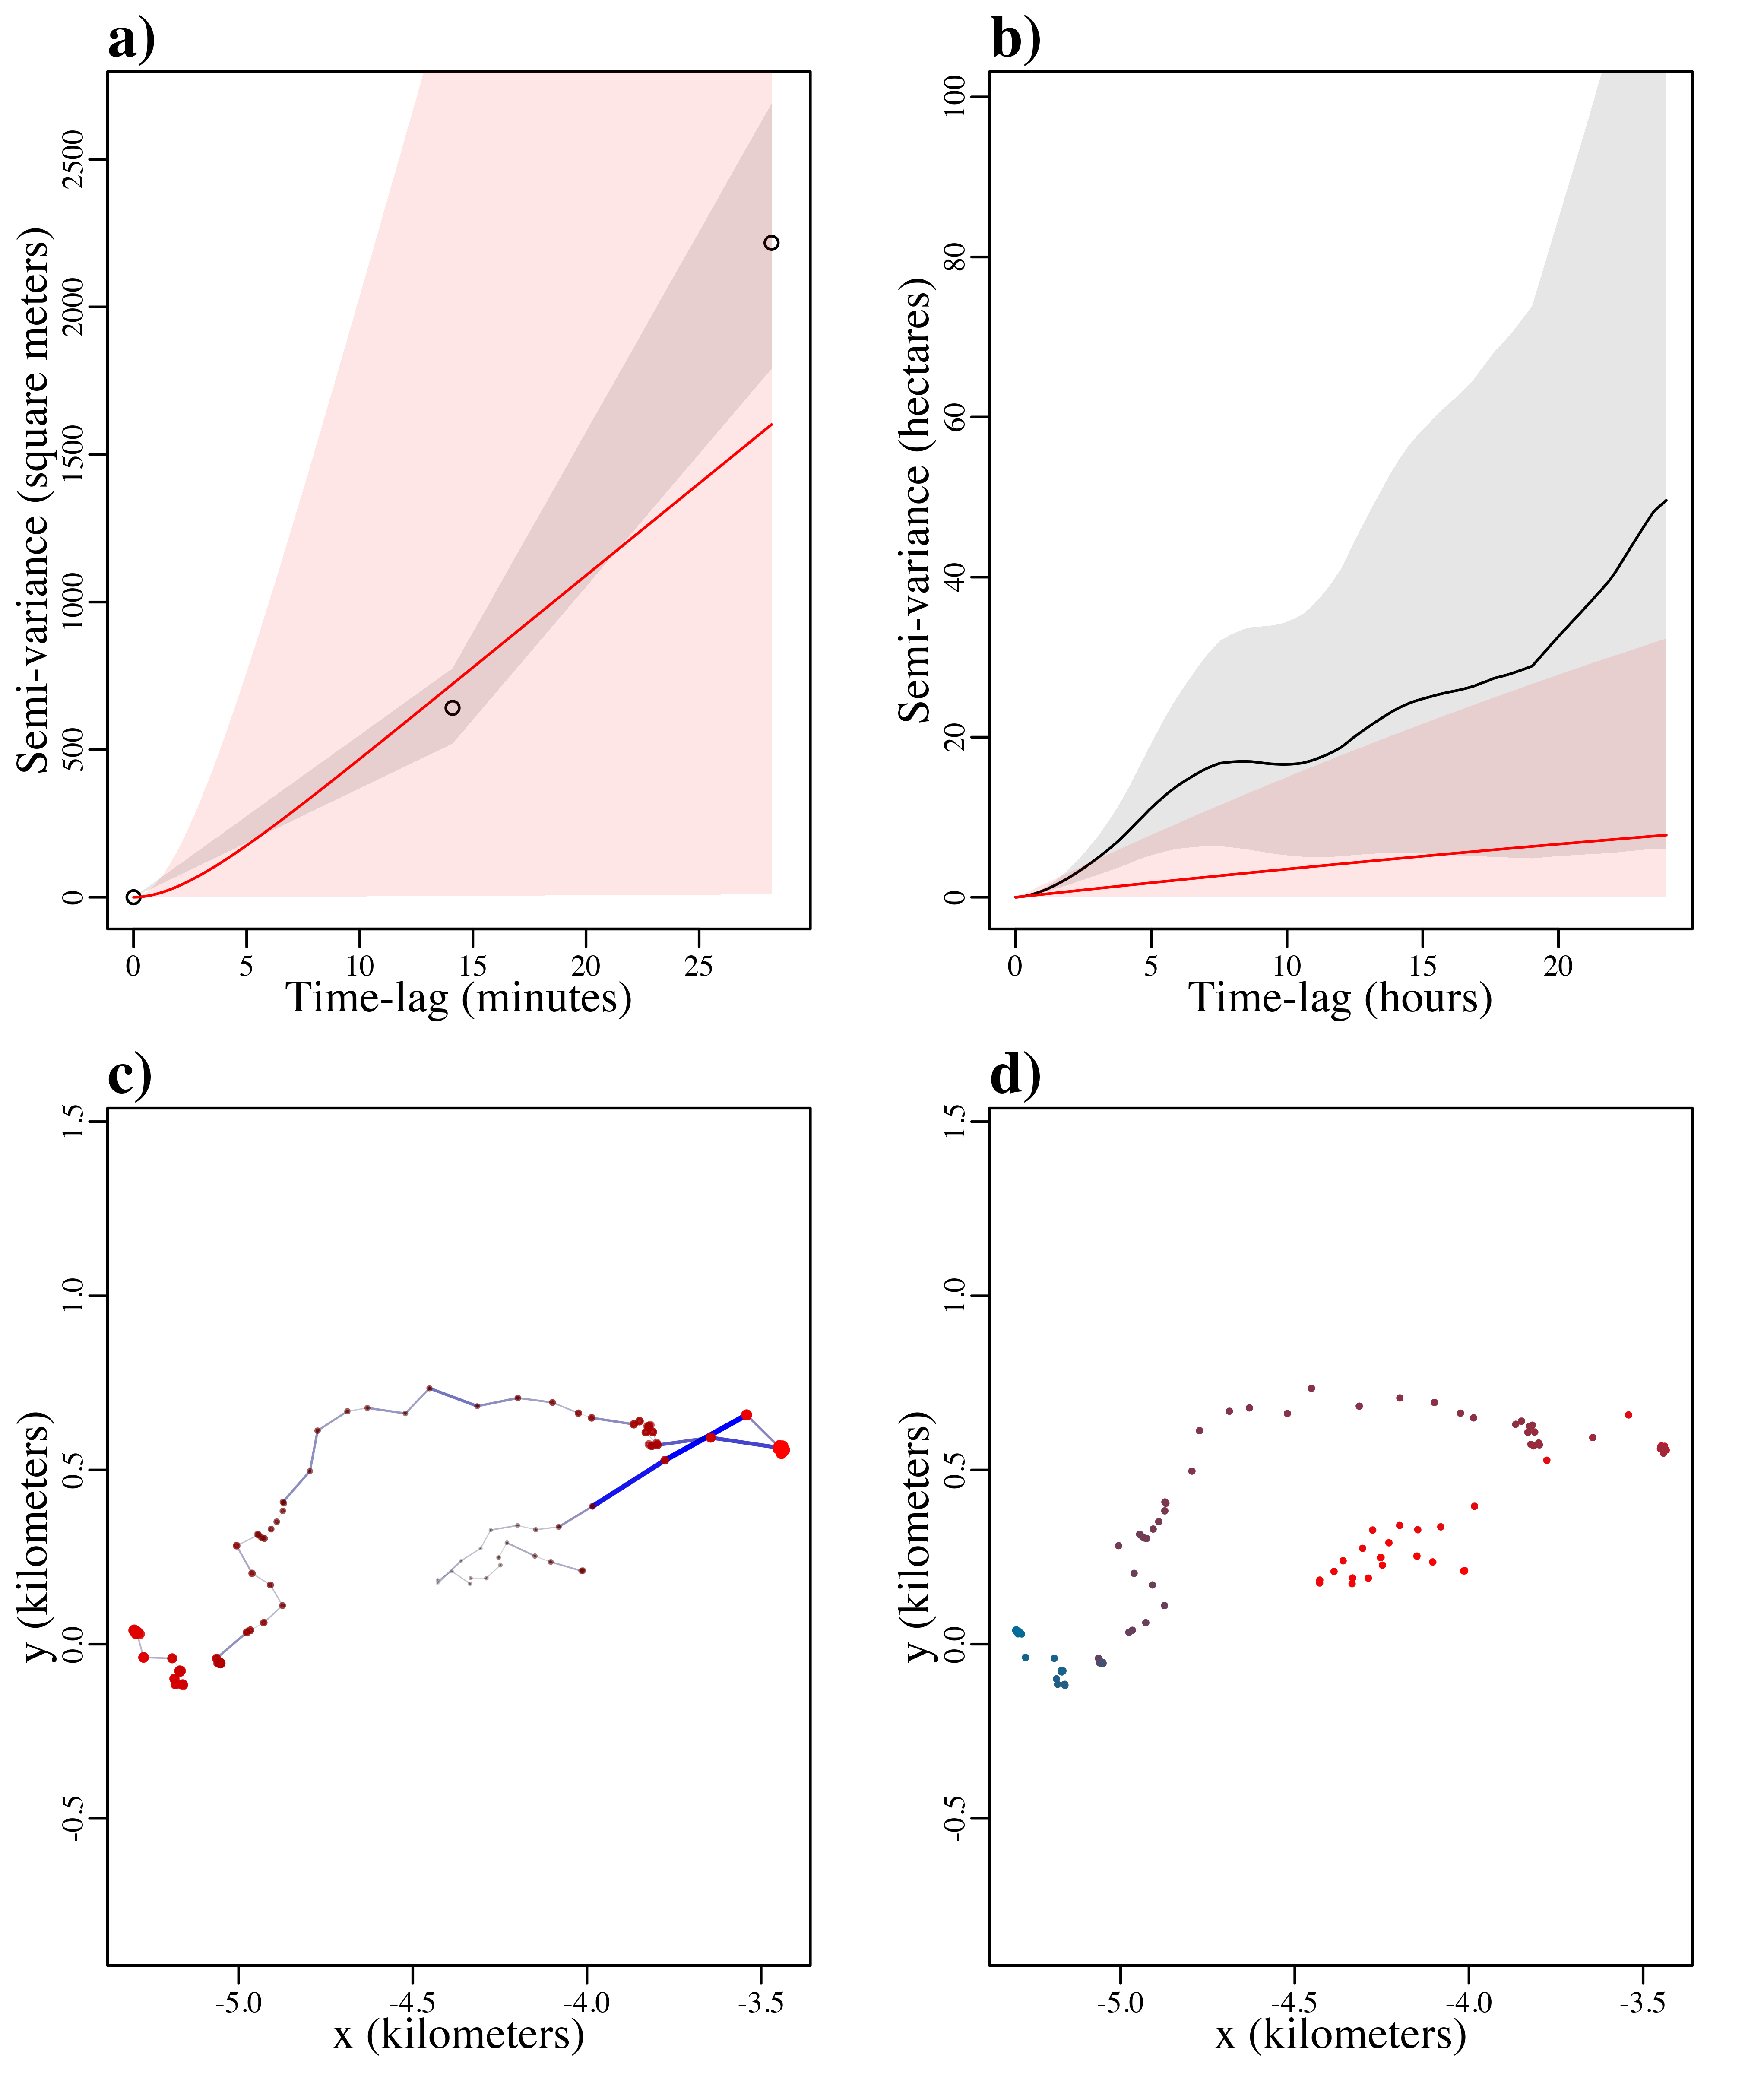 a)
Semi-variance (square meters)
0 500 1000 1500 2000 2500
0 5 10 15 20 25
Time-lag (minutes)
b)
Semi-variance (hectares)
0 20 40 60 80 100
0 5 10 15 20
Time-lag (hours)
c)
y (kilometers)
-0.5 0.0 0.5 1.0 1.5
-5.0 -4.5 -4.0 -3.5
x (kilometers)
d)
y (kilometers)
-0.5 0.0 0.5 1.0 1.5
-5.0 -4.5 -4.0 -3.5
x (kilometers)